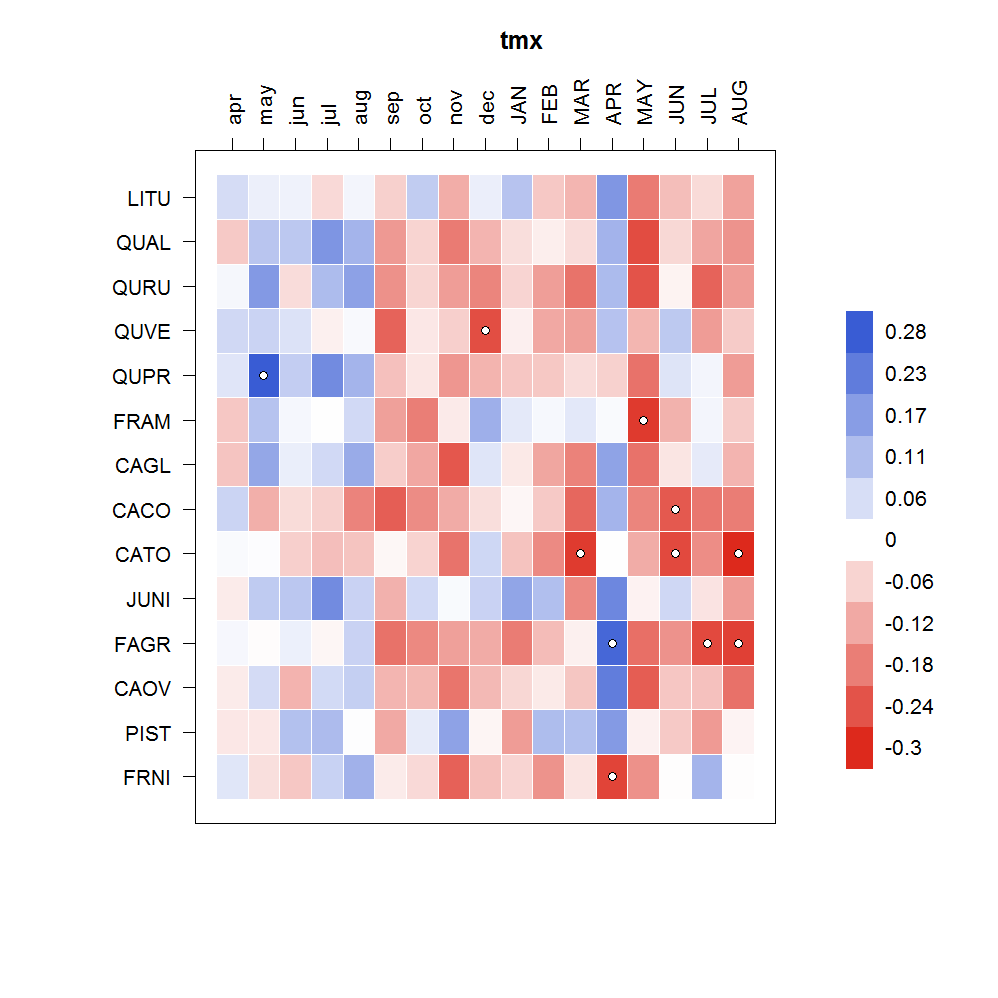 tmx
apr may jun jul aug sep oct nov dec JAN FEB MAR APR MAY JUN JUL AUG
LITU
QUAL
QURU
QUVE
QUPR
FRAM
CAGL
CACO
CATO
JUNI
FAGR
CAOV
PIST
FRNI
0.28
0.23
0.17
0.11
0.06
0
-0.06
-0.12
-0.18
-0.24
-0.3